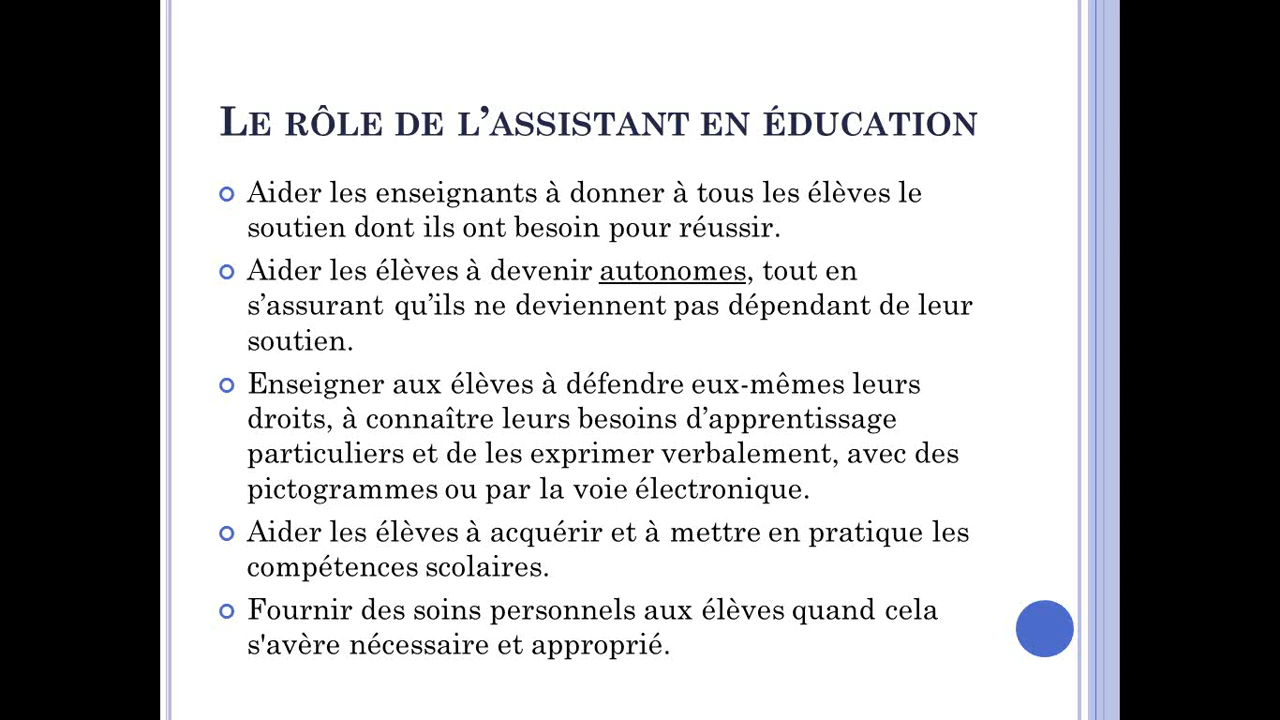 Le rôle de l’assistant en éducation
Aider les enseignants à donner à tous les élèves le
soutien dont ils ont besoin pour réussir.
Aider les élèves à devenir autonomes, tout en
s’assurant qu’ils ne deviennent pas dépendant de leur
soutien.
Enseigner aux élèves à défendre eux-mêmes leurs
droits, à connaître leurs besoins d’apprentissage
particuliers et de les exprimer verbalement, avec des
pictogrammes ou par la voie électronique.
Aider les élèves à acquérir et à mettre en pratique les
compétences scolaires.
Fournir des soins personnels aux élèves quand cela
s'avère nécessaire et approprié.